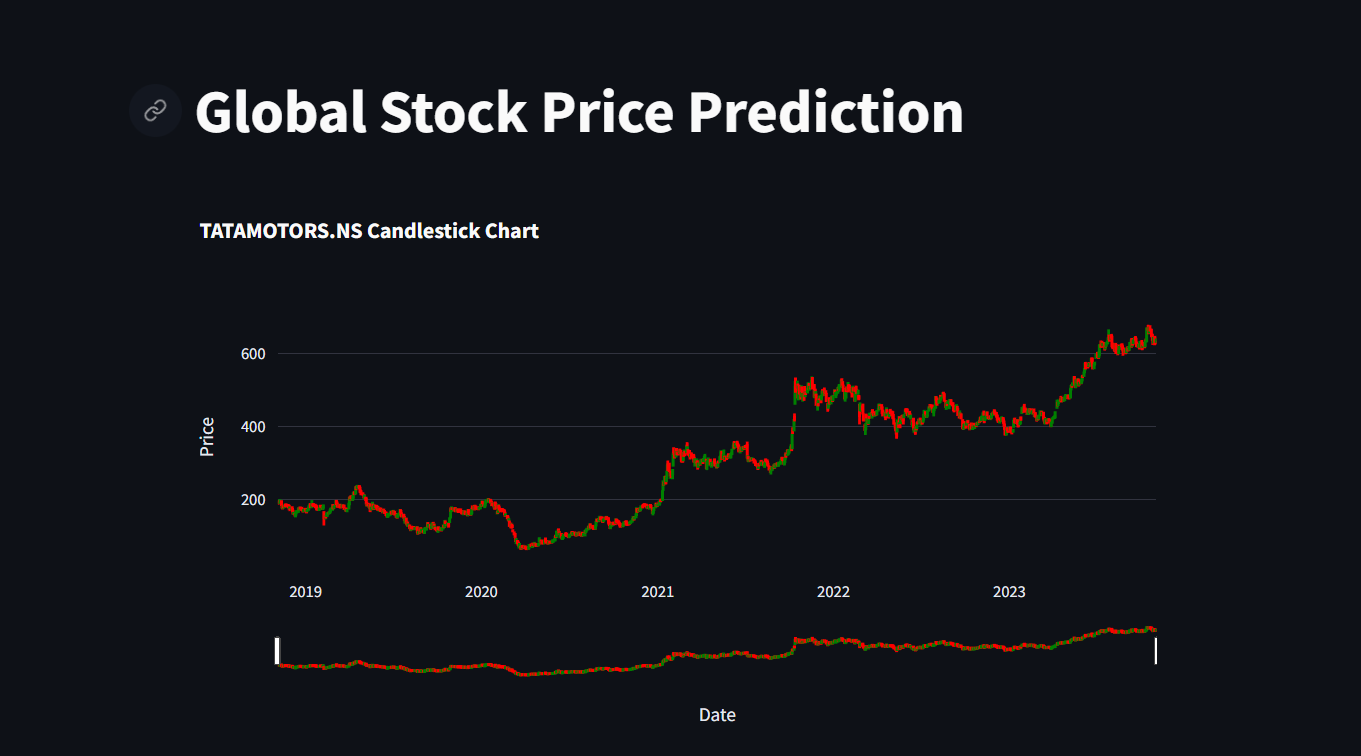 Global Stock Price Prediction
TATAMOTORS.NS Candlestick Chart
600
400
200
Price
2019 2020 2021 2022 2023
Date